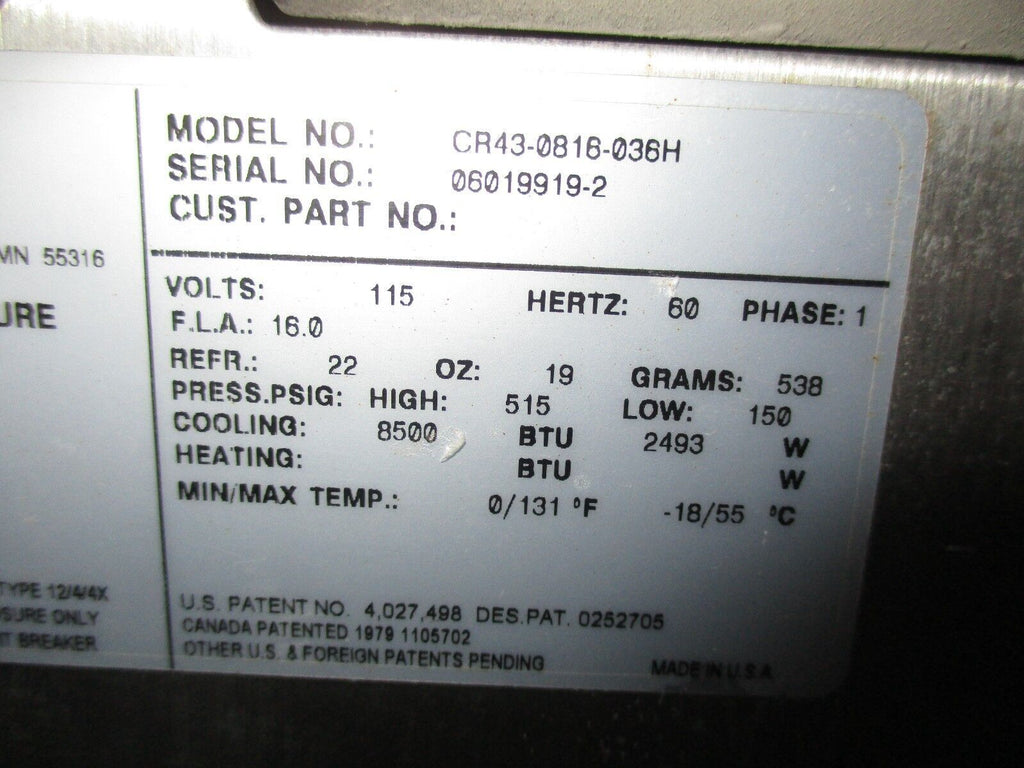 MN 55316
URE
TYPE 12/4/4X
SURE ONLY
T BREAKER
MODEL NO.: CR43-0816-036H
SERIAL NO.: 06019919-2
CUST. PART NO.:
VOLTS: 115 HERTZ: 60 PHASE: 1
F.L.A.: 16.0
REFR.: 22 OZ: 19 GRAMS: 538
PRESS.PSIG: HIGH: 515 LOW: 150
COOLING: 8500 BTU 2493 W
HEATING: BTU W
MIN/MAX TEMP.: 0/131 °F -18/55 °C
U.S. PATENT NO. 4,027,498 DES.PAT. 0252705
CANADA PATENTED 1979 1105702
OTHER U.S. & FOREIGN PATENTS PENDING
MADE IN U.S.A.